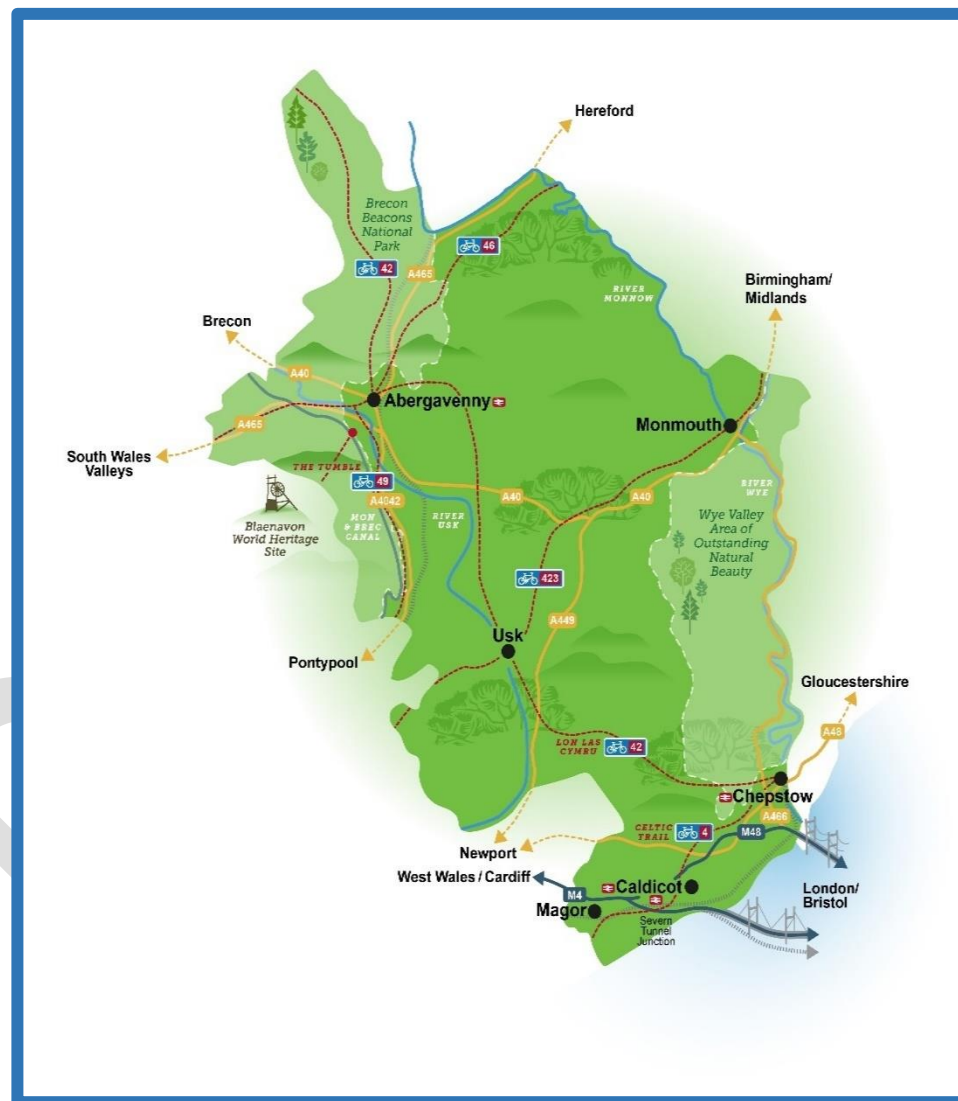 Hereford
Brecon
Beacons
National
Park
46
42
A465
RIVER
MONNOW
Birmingham/
Midlands
Brecon
A40
Abergavenny
A465
Monmouth
South Wales
Valleys
THE TUMBLE
49
A4042
Blaenavon
World Heritage
Site
MON
& BREC
CANAL
RIVER
USK
A40
A40
RIVER
WYE
Wye Valley
Area of
Outstanding
Natural
Beauty
423
A449
Usk
Pontypool
Gloucestershire
A48
LON LAS
CYMRU
42
Chepstow
A466
CELTIC
TRAIL
4
M48
Newport
West Wales / Cardiff
M4
Caldicot
London/
Bristol
Magor
Severn
Tunnel
Junction